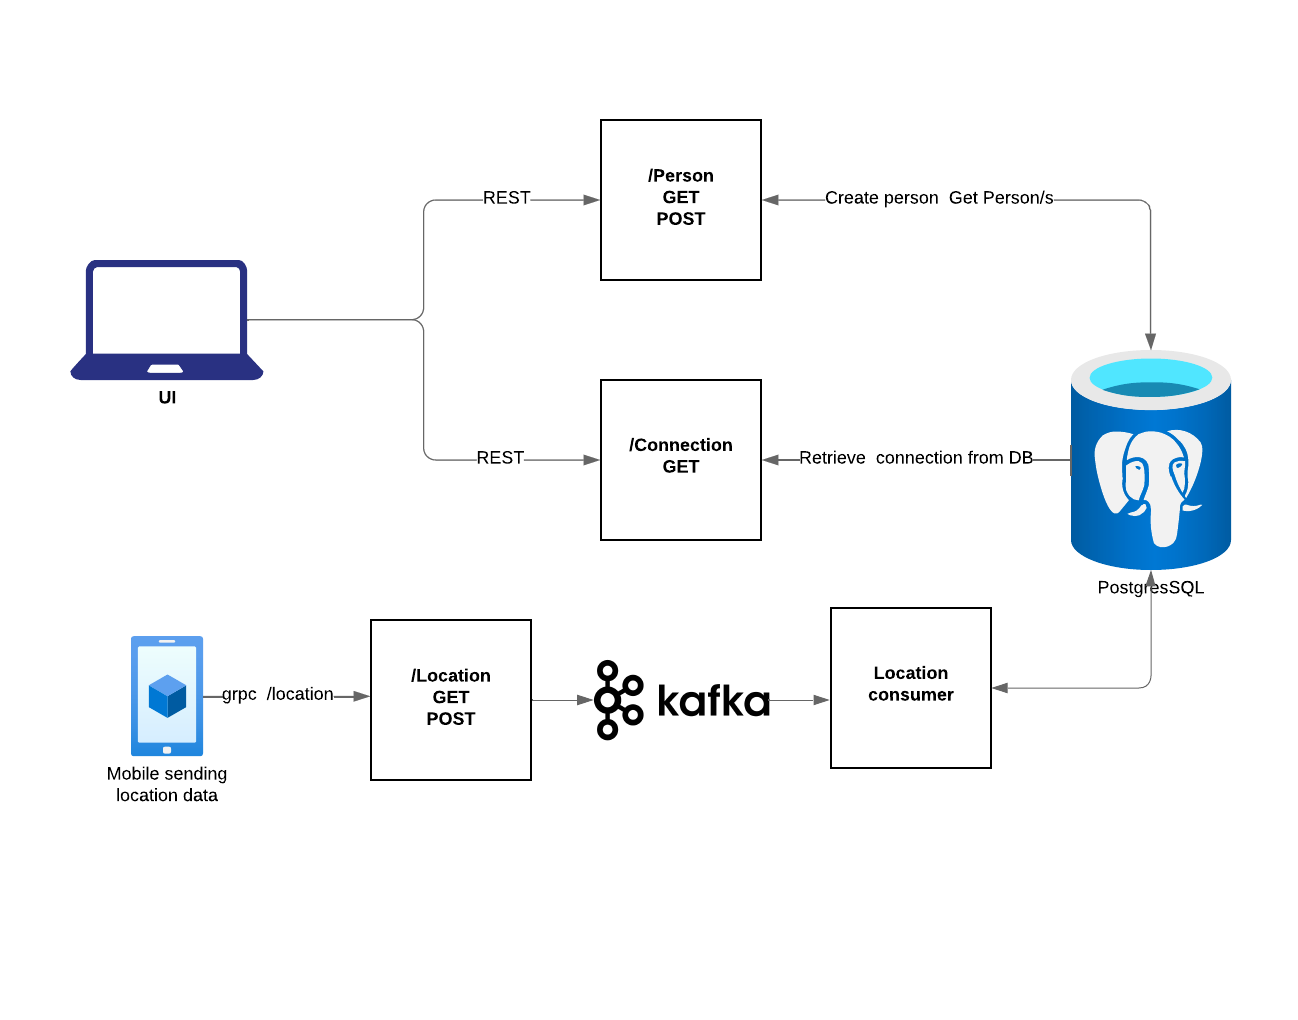 /Person
GET
POST
REST
Create person  Get Person/s
UI
/Connection
GET
REST
Retrieve  connection from DB
PostgresSQL
grpc  /location
/Location
GET
POST
kafka
Location
consumer
Mobile sending
location data